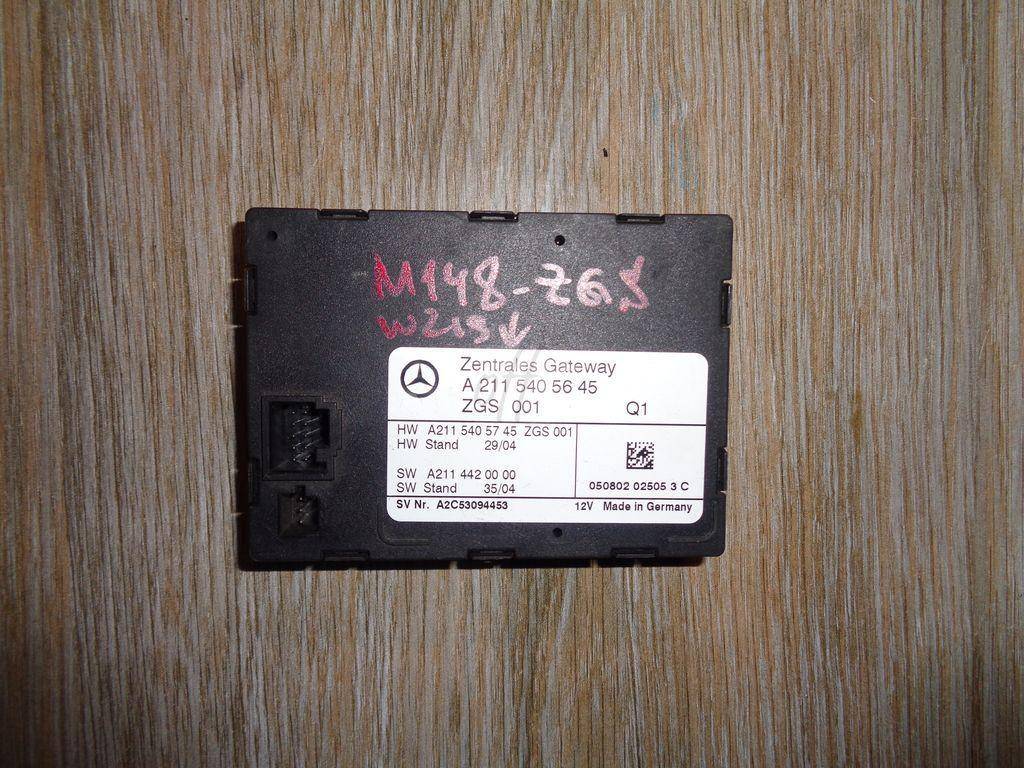 M148-ZGS
W219↓
Zentrales Gateway
A 211 540 56 45
ZGS 001 Q1
HW A211 540 57 45 ZGS 001
HW Stand 29/04
SW A211 442 00 00
SW Stand 35/04
050802 02505 3 C
SV Nr. A2C53094453 12V Made in Germany